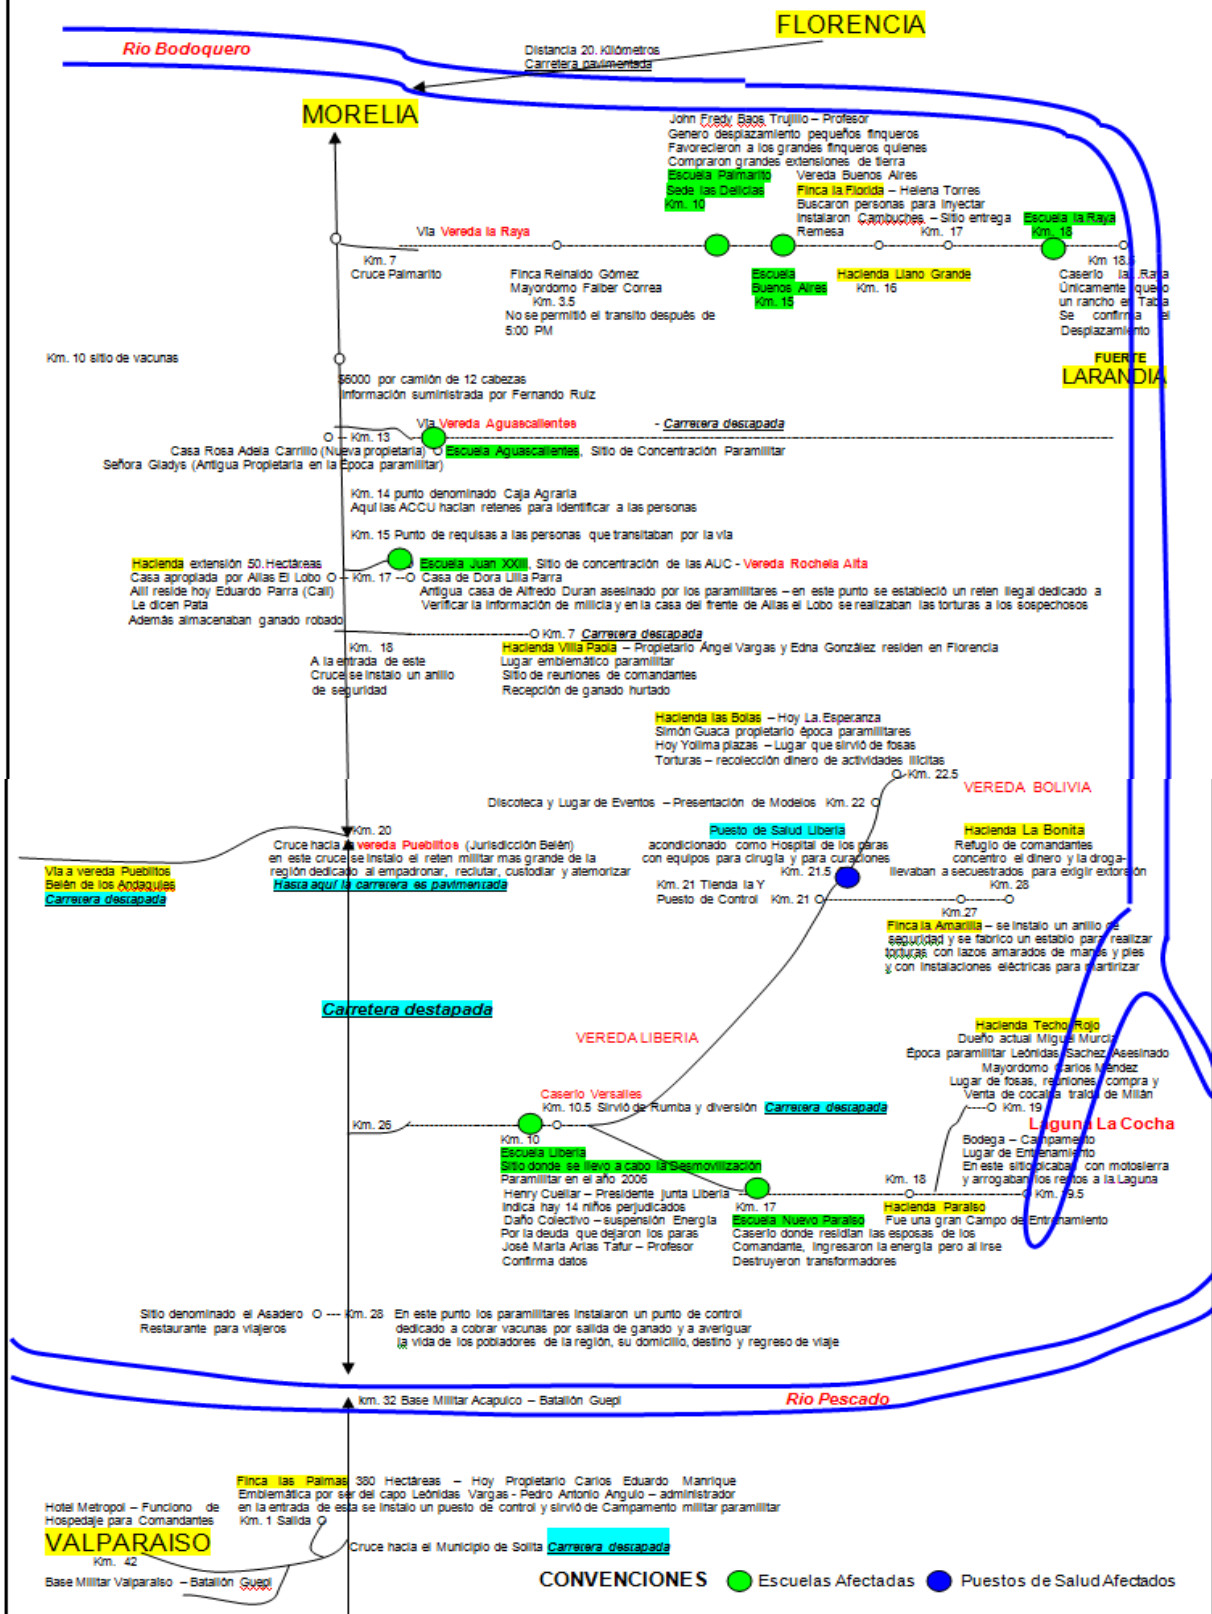 FLORENCIA
Rio Bodoquero
Distancia 20. Kilómetros
Carretera pavimentada
MORELIA
John Fredy Baos Trujillo – Profesor
Genero desplazamiento pequeños finqueros
Favorecieron a los grandes finqueros quienes
Compraron grandes extensiones de tierra
Escuela Palmarito
Sede las Delicias
Km. 10
Vereda Buenos Aires
Finca la Florida – Helena Torres
Buscaron personas para inyectar
Instalaron Cambuches – Sitio entrega
Remesa
Km. 17
Escuela la Raya
Km. 18
Vía Vereda la Raya
Km. 7
Cruce Palmarito
Finca Reinaldo Gómez
Mayordomo Falber Correa
Km. 3.5
No se permitió el transito después de
5:00 PM
Escuela
Buenos Aires
Km. 15
Hacienda Llano Grande
Km. 16
Km 18.5
Caserío la .Raya
Únicamente quedo
un rancho en Tabla
Se confirma el
Desplazamiento
Km. 10 sitio de vacunas
FUERTE
LARANDIA
$6000 por camión de 12 cabezas
Información suministrada por Fernando Ruiz
Vía Vereda Aguascalientes - Carretera destapada
O – Km. 13
Casa Rosa Adela Carrillo (Nueva propietaria) O Escuela Aguascalientes, Sitio de Concentración Paramilitar
Señora Gladys (Antigua Propietaria en la Época paramilitar)
Km. 14 punto denominado Caja Agraria
Aquí las ACCU hacían retenes para identificar a las personas
Km. 15 Punto de requisas a las personas que transitaban por la vía
Hacienda extensión 50.Hectáreas
Casa apropiada por Alias El Lobo O – Km. 17 --O Casa de Dora Lilia Parra
Allí reside hoy Eduardo Parra (Cali)
Le dicen Pata
Además almacenaban ganado robado
Escuela Juan XXIII, Sitio de concentración de las AUC - Vereda Rochela Alta
Antigua casa de Alfredo Duran asesinado por los paramilitares – en este punto se estableció un reten ilegal dedicado a
Verificar la información de milicia y en la casa del frente de Alias el Lobo se realizaban las torturas a los sospechosos
O Km. 7 Carretera destapada
Km. 18
A la entrada de este
Cruce se instalo un anillo
de seguridad
Hacienda Villa Paola – Propietario Ángel Vargas y Edna González residen en Florencia
Lugar emblemático paramilitar
Sitio de reuniones de comandantes
Recepción de ganado hurtado
Hacienda las Bolas – Hoy La.Esperanza
Simón Guaca propietario época paramilitares
Hoy Yolima plazas – Lugar que sirvió de fosas
Torturas – recolección dinero de actividades ilícitas
O- Km. 22.5
VEREDA BOLIVIA
Discoteca y Lugar de Eventos – Presentación de Modelos Km. 22 O
Km. 20
Cruce hacia la vereda Pueblitos (Jurisdicción Belén)
en este cruce se instalo el reten militar mas grande de la
región dedicado al empadronar, reclutar, custodiar y atemorizar
Hasta aquí la carretera es pavimentada
Vía a vereda Pueblitos
Belén de los Andaquies
Carretera destapada
Puesto de Salud Liberia
acondicionado como Hospital de los paras
con equipos para cirugía y para curaciones
Km. 21.5
Km. 21 Tienda la Y
Puesto de Control Km. 21 O
Hacienda La Bonita
Refugio de comandantes
concentro el dinero y la droga-
llevaban a secuestrados para exigir extorsión
Km. 28
Km.27
Finca la Amarilla – se instalo un anillo de
seguridad y se fabrico un establo para realizar
torturas con lazos amarados de manos y pies
y con instalaciones eléctricas para martirizar
Carretera destapada
VEREDA LIBERIA
Hacienda Techo Rojo
Dueño actual Miguel Murcia
Época paramilitar Leónidas Sachez Asesinado
Mayordomo Carlos Méndez
Lugar de fosas, reuniones, compra y
Venta de cocaína traída de Milán
----O Km. 19
Caserío Versalles
Km. 10.5 Sirvió de Rumba y diversión Carretera destapada
Km. 26
Laguna La Cocha
Bodega – Campamento
Lugar de Entrenamiento
En este sitio picaban con motosierra
y arrogaban los restos a la Laguna
Km. 10
Escuela Liberia
Sitio donde se llevo a cabo la Desmovilización
Paramilitar en el año 2006
Henry Cuellar – Presidente junta Liberia
Indica hay 14 niños perjudicados
Daño Colectivo – suspensión Energía
Por la deuda que dejaron los paras
José María Arias Tafur – Profesor
Confirma datos
Km. 18
O Km. 19.5
Km. 17
Escuela Nuevo Paraíso
Caserío donde residían las esposas de los
Comandante, ingresaron la energía pero al irse
Destruyeron transformadores
Hacienda Paraíso
Fue una gran Campo de Entrenamiento
Sitio denominado el Asadero O --- Km. 28 En este punto los paramilitares instalaron un punto de control
Restaurante para viajeros
dedicado a cobrar vacunas por salida de ganado y a averiguar
la vida de los pobladores de la región, su domicilio, destino y regreso de viaje
km. 32 Base Militar Acapulco – Batallón Guepi
Rio Pescado
Finca las Palmas 380 Hectáreas – Hoy Propietario Carlos Eduardo Manrique
Emblemática por ser del capo Leónidas Vargas - Pedro Antonio Angulo – administrador
en la entrada de esta se instalo un puesto de control y sirvió de Campamento militar paramilitar
Km. 1 Salida O
Hotel Metropol – Funciono de
Hospedaje para Comandantes
VALPARAISO
Km. 42
Base Militar Valparaíso – Batallón Guepi
Cruce hacia el Municipio de Solita Carretera destapada
CONVENCIONES
Escuelas Afectadas
Puestos de Salud Afectados